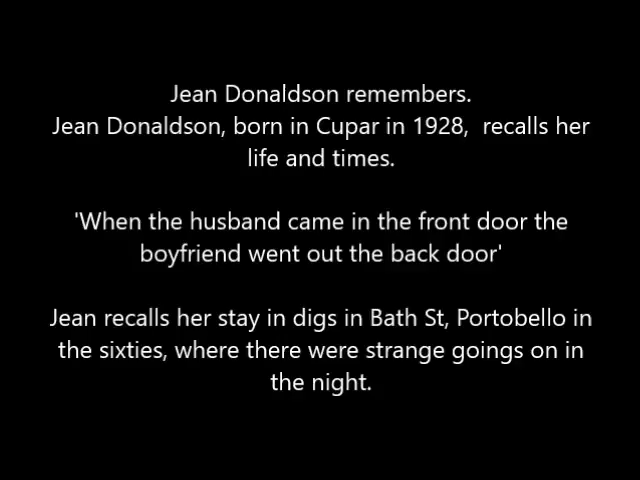 Jean Donaldson remembers.
Jean Donaldson, born in Cupar in 1928,  recalls her
life and times.
'When the husband came in the front door the
boyfriend went out the back door'
Jean recalls her stay in digs in Bath St, Portobello in
the sixties, where there were strange goings on in
the night.